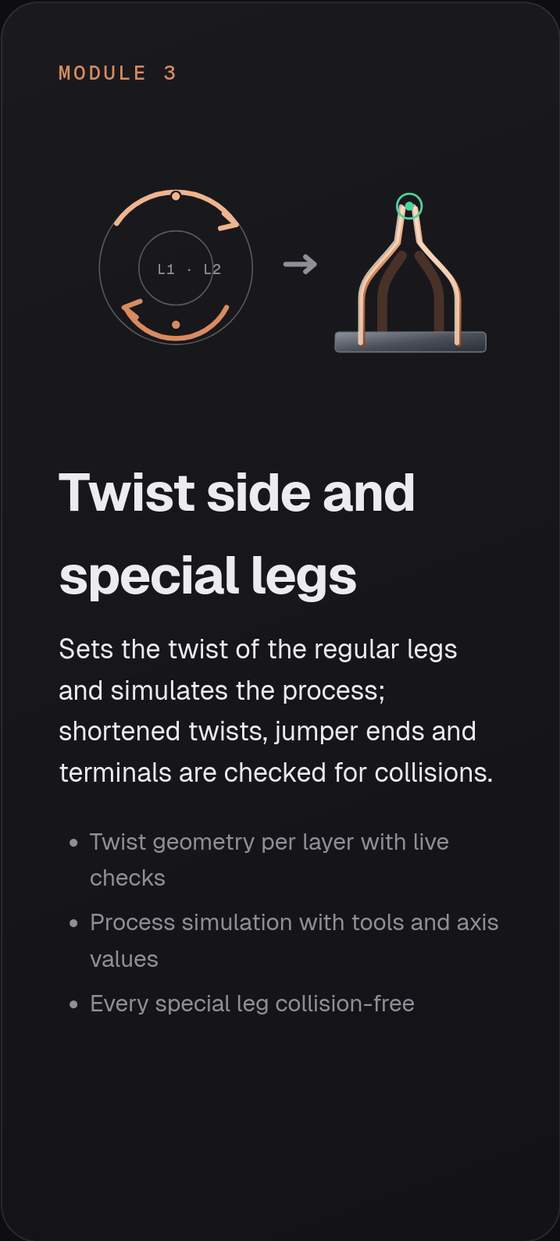 MODULE 3
L1 · L2
Twist side and
special legs
Sets the twist of the regular legs
and simulates the process;
shortened twists, jumper ends and
terminals are checked for collisions.
• Twist geometry per layer with live
checks
• Process simulation with tools and axis
values
• Every special leg collision-free